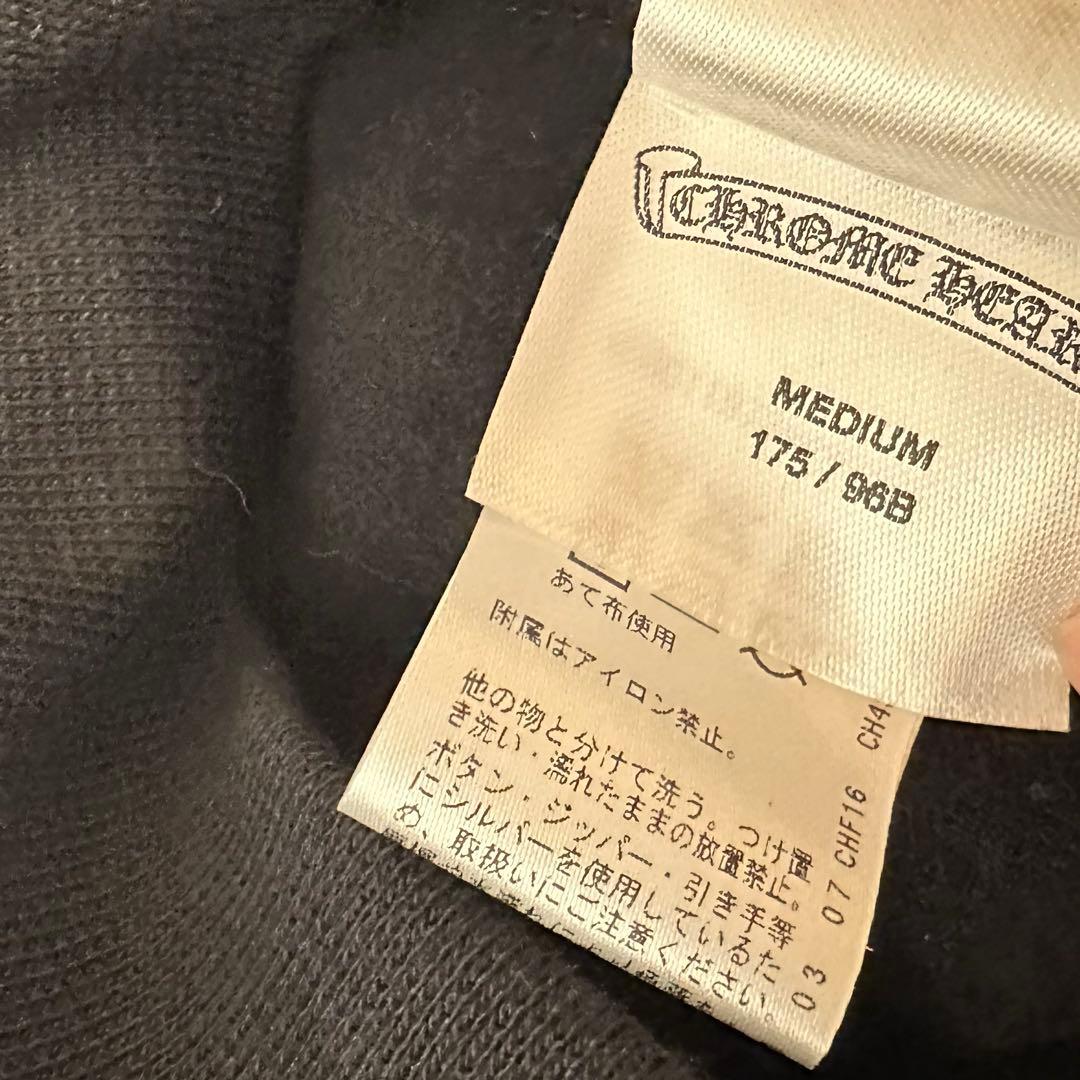 CHROME HEAR
MEDIUM
175 / 96B
あて布使用
附属はアイロン禁止。
他の物と分けて洗う。つけ置
き洗い・濡れたままの放置禁止。
ボタン・ジッパー・引き手等
にシルバーを使用しているた
め、取扱いにご注意ください。
03 07 CHF16 CH4